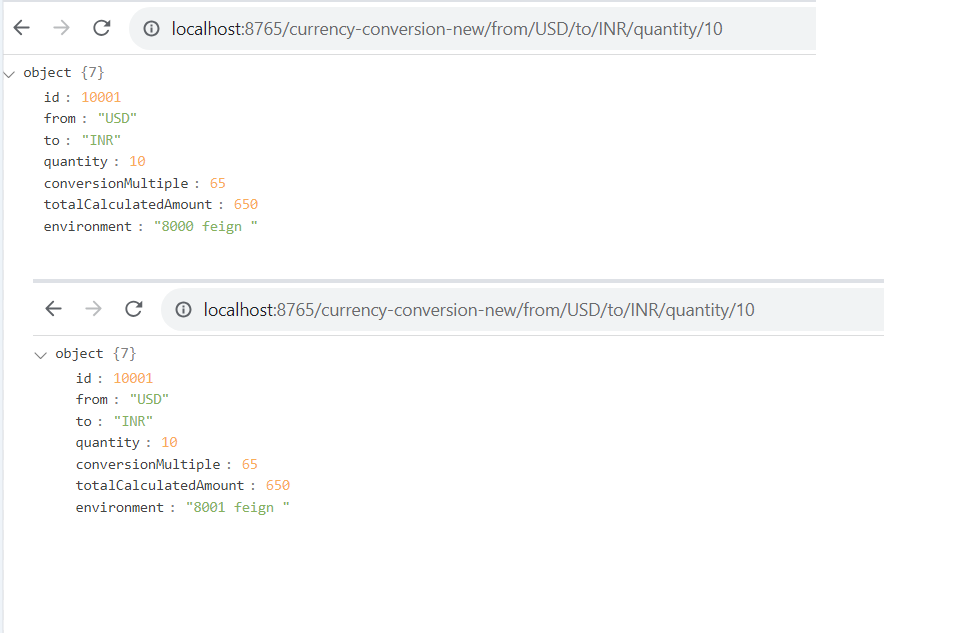 localhost:8765/currency-conversion-new/from/USD/to/INR/quantity/10
object {7}
id : 10001
from : "USD"
to : "INR"
quantity : 10
conversionMultiple : 65
totalCalculatedAmount : 650
environment : "8000 feign "
localhost:8765/currency-conversion-new/from/USD/to/INR/quantity/10
object {7}
id : 10001
from : "USD"
to : "INR"
quantity : 10
conversionMultiple : 65
totalCalculatedAmount : 650
environment : "8001 feign "